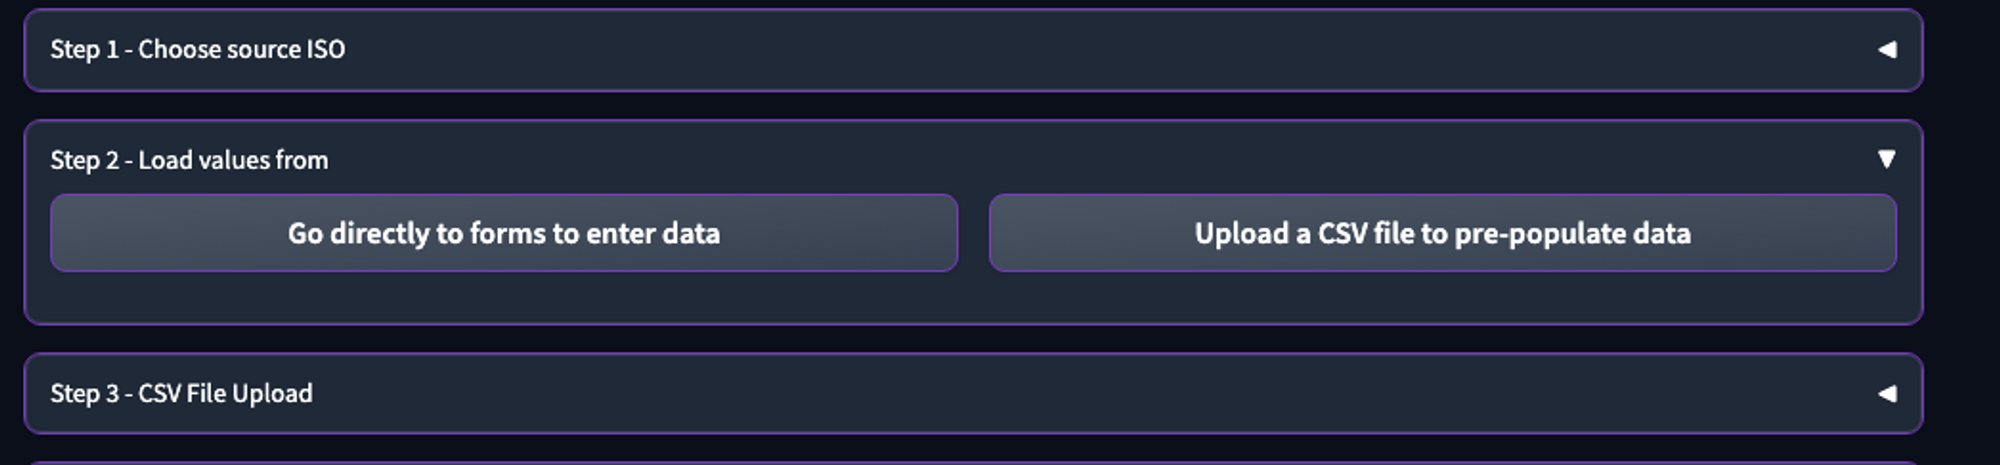 Step 1 - Choose source ISO
Step 2 - Load values from
Go directly to forms to enter data
Upload a CSV file to pre-populate data
Step 3 - CSV File Upload